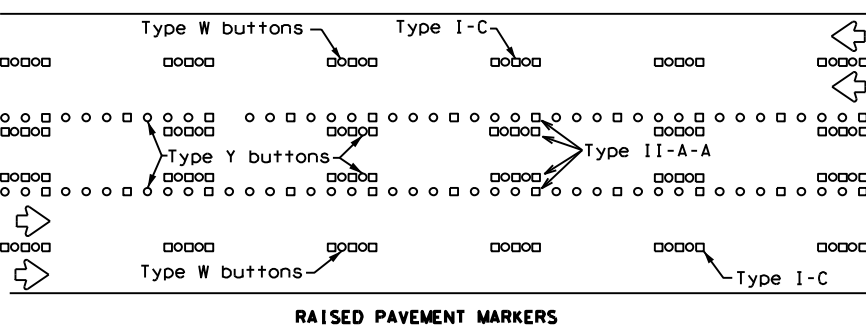 Type W buttons
Type I-C
Type Y buttons
Type II-A-A
Type W buttons
Type I-C
RAISED PAVEMENT MARKERS